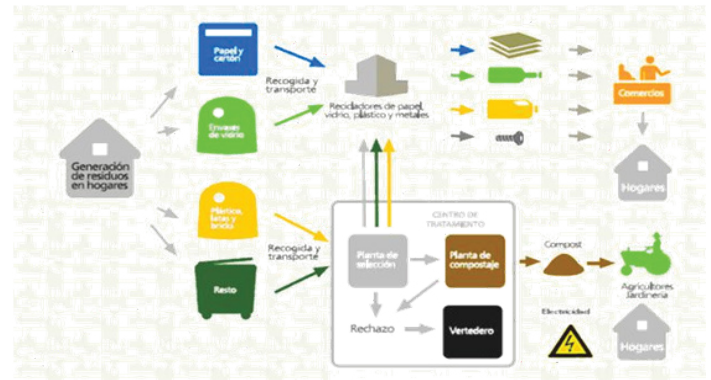 Papel y
cartón
Recogida y
transporte
Recicladores de papel,
vidrio, plástico y metales
Comercios
Envases
de vidrio
Generación
de residuos
en hogares
Hogares
Plástico,
latas y
bricks
Recogida y
transporte
CENTRO DE
TRATAMIENTO
Planta de
selección
Planta de
compostaje
Compost
Resto
Agricultores
Jardinería
Rechazo
Vertedero
Electricidad
Hogares